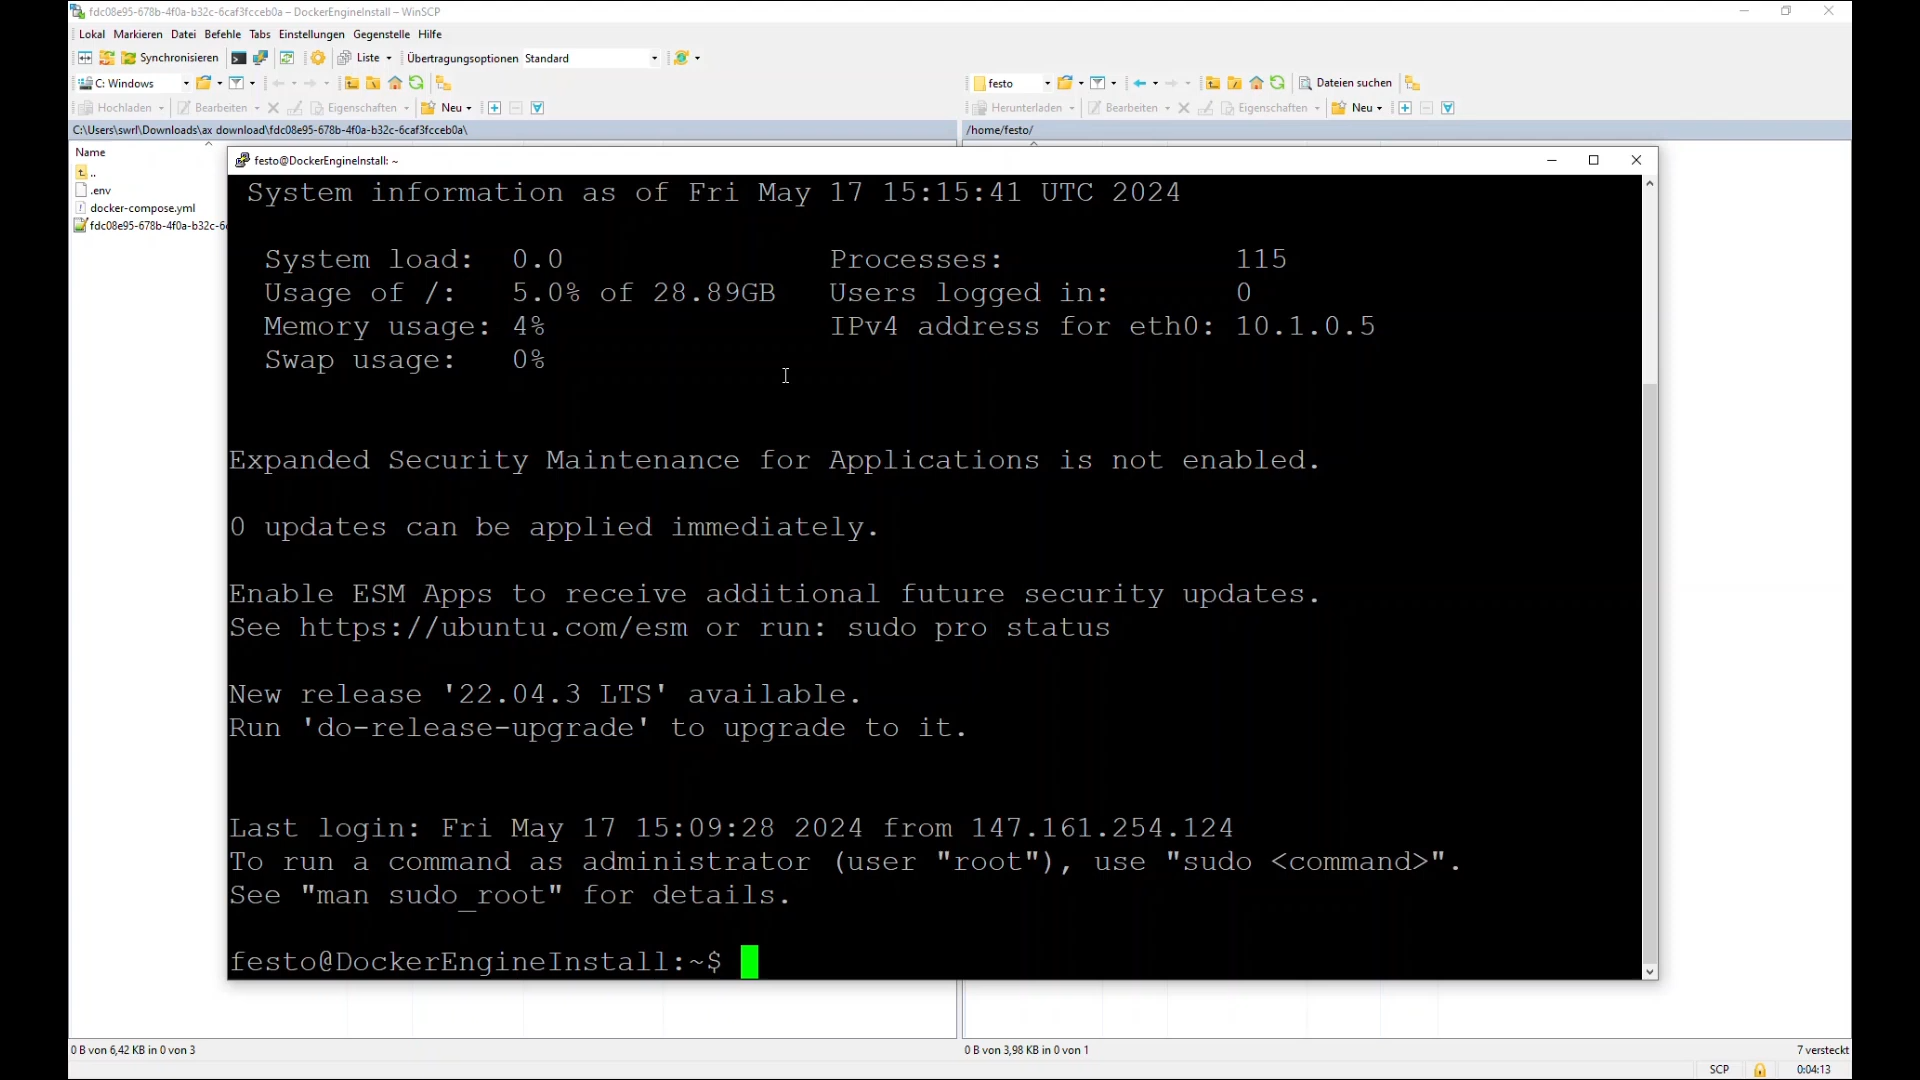 fdc08e95-678b-4f0a-b32c-6caf3fcceb0a – DockerEngineInstall – WinSCP
Lokal Markieren Datei Befehle Tabs Einstellungen Gegenstelle Hilfe
Synchronisieren Liste Übertragungsoptionen Standard
C: Windows
festo Dateien suchen
Hochladen Bearbeiten Eigenschaften Neu
Herunterladen Bearbeiten Eigenschaften Neu
C:\Users\swrl\Downloads\ax download\fdc08e95-678b-4f0a-b32c-6caf3fcceb0a\
/home/festo/
Name
..
.env
docker-compose.yml
fdc08e95-678b-4f0a-b32c-6
festo@DockerEngineInstall: ~
System information as of Fri May 17 15:15:41 UTC 2024
System load: 0.0 Processes: 115
Usage of /: 5.0% of 28.89GB Users logged in: 0
Memory usage: 4% IPv4 address for eth0: 10.1.0.5
Swap usage: 0%
Expanded Security Maintenance for Applications is not enabled.
0 updates can be applied immediately.
Enable ESM Apps to receive additional future security updates.
See https://ubuntu.com/esm or run: sudo pro status
New release '22.04.3 LTS' available.
Run 'do-release-upgrade' to upgrade to it.
Last login: Fri May 17 15:09:28 2024 from 147.161.254.124
To run a command as administrator (user "root"), use "sudo <command>".
See "man sudo_root" for details.
festo@DockerEngineInstall:~$
0 B von 6,42 KB in 0 von 3
0 B von 3,98 KB in 0 von 1
7 versteckt
SCP 0:04:13